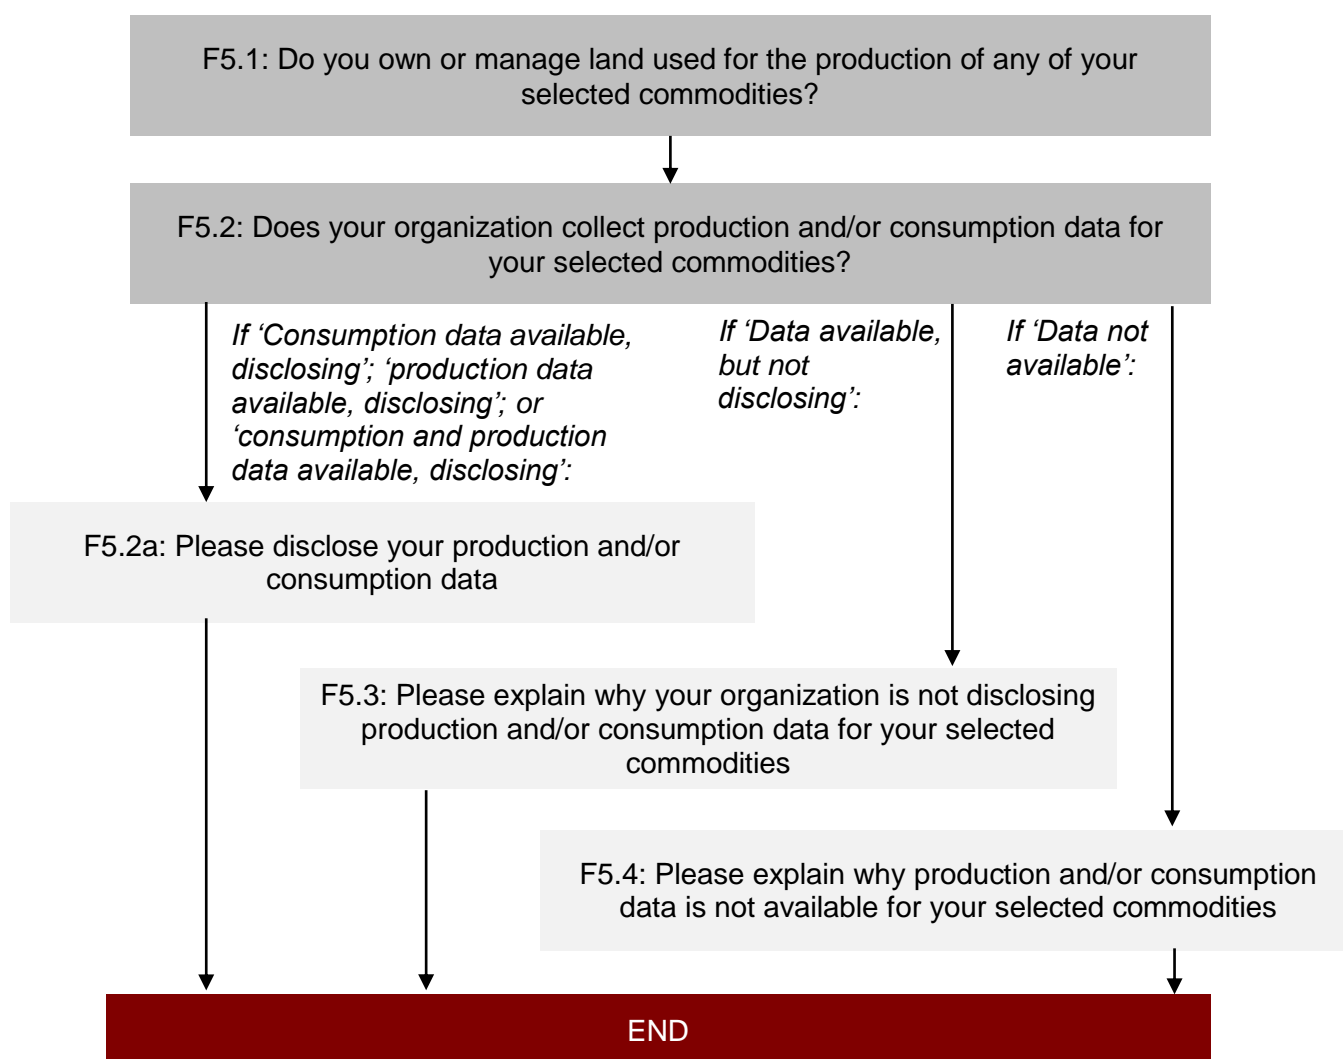 F5.1: Do you own or manage land used for the production of any of your
selected commodities?
F5.2: Does your organization collect production and/or consumption data for
your selected commodities?
If ‘Consumption data available,
disclosing’; ‘production data
available, disclosing’; or
‘consumption and production
data available, disclosing’:
If ‘Data available,
but not
disclosing’:
If ‘Data not
available’:
F5.2a: Please disclose your production and/or
consumption data
F5.3: Please explain why your organization is not disclosing
production and/or consumption data for your selected
commodities
F5.4: Please explain why production and/or consumption
data is not available for your selected commodities
END